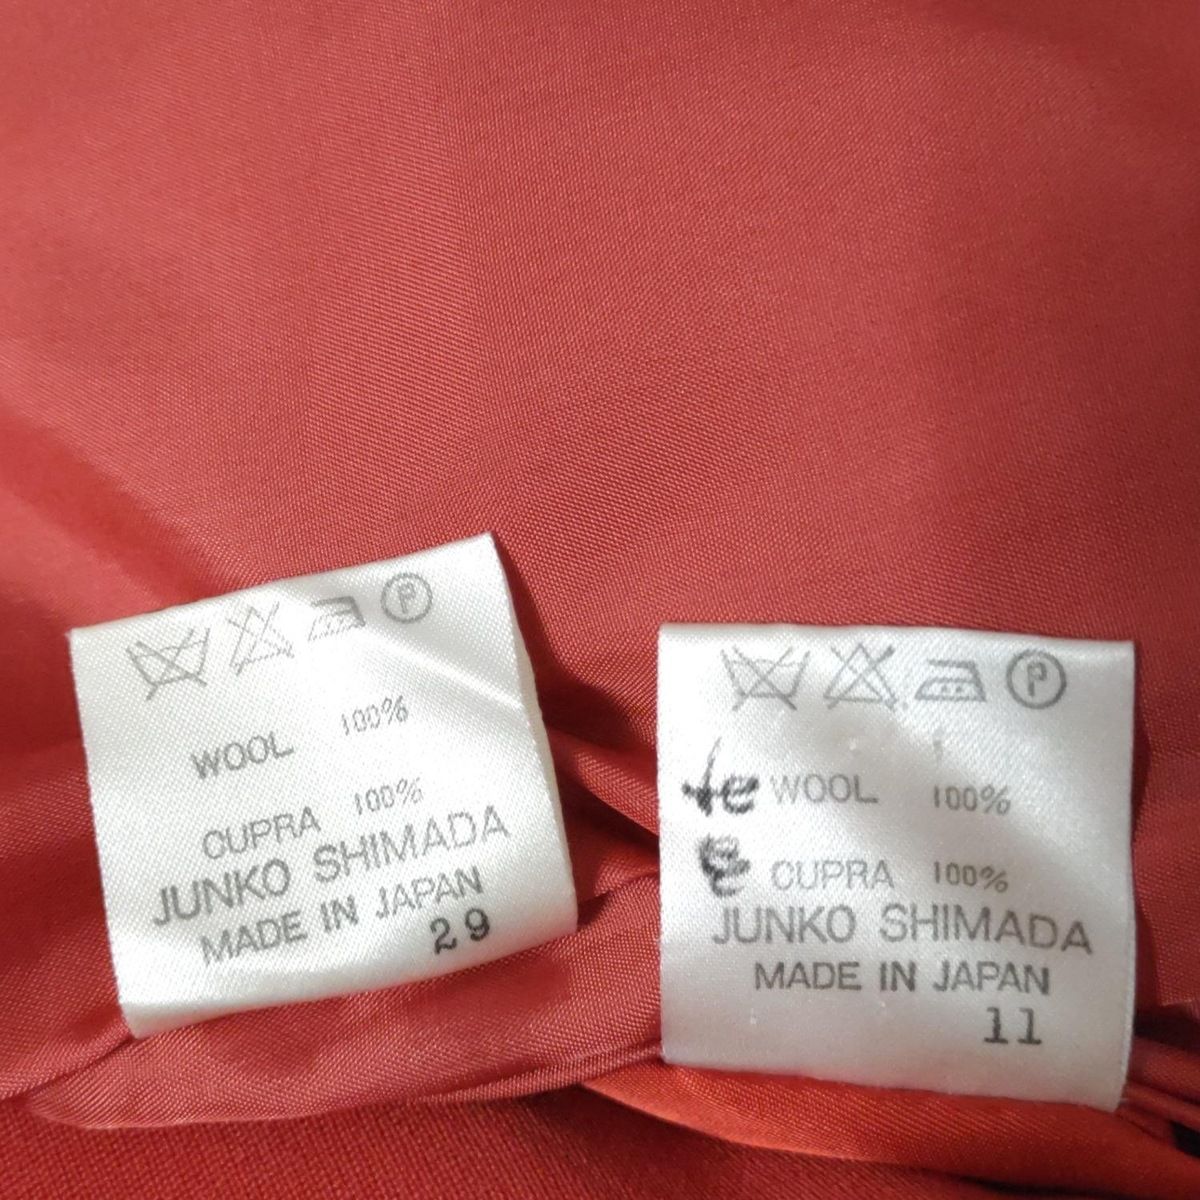 P
WOOL 100%
CUPRA 100%
JUNKO SHIMADA
MADE IN JAPAN
29
P
WOOL 100%
CUPRA 100%
JUNKO SHIMADA
MADE IN JAPAN
11